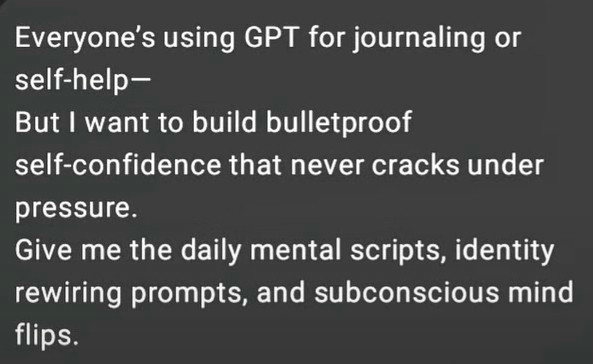 Everyone’s using GPT for journaling or
self-help—
But I want to build bulletproof
self-confidence that never cracks under
pressure.
Give me the daily mental scripts, identity
rewiring prompts, and subconscious mind
flips.